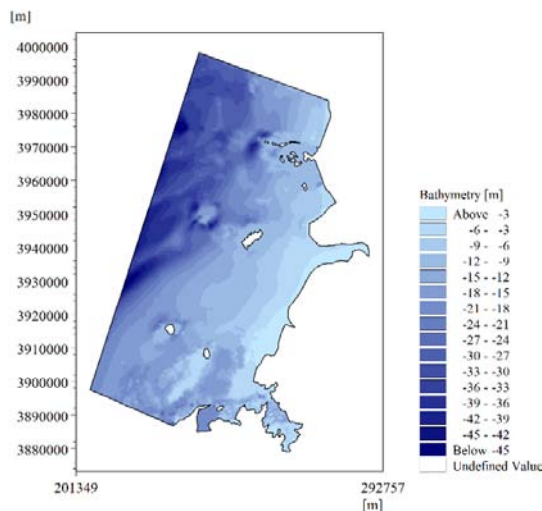 [m]
4000000
3990000
3980000
3970000
3960000
3950000
3940000
3930000
3920000
3910000
3900000
3890000
3880000
201349 292757
[m]
Bathymetry [m]
Above -3
-6 - -3
-9 - -6
-12 - -9
-15 - -12
-18 - -15
-21 - -18
-24 - -21
-27 - -24
-30 - -27
-33 - -30
-36 - -33
-39 - -36
-42 - -39
-45 - -42
Below -45
Undefined Value